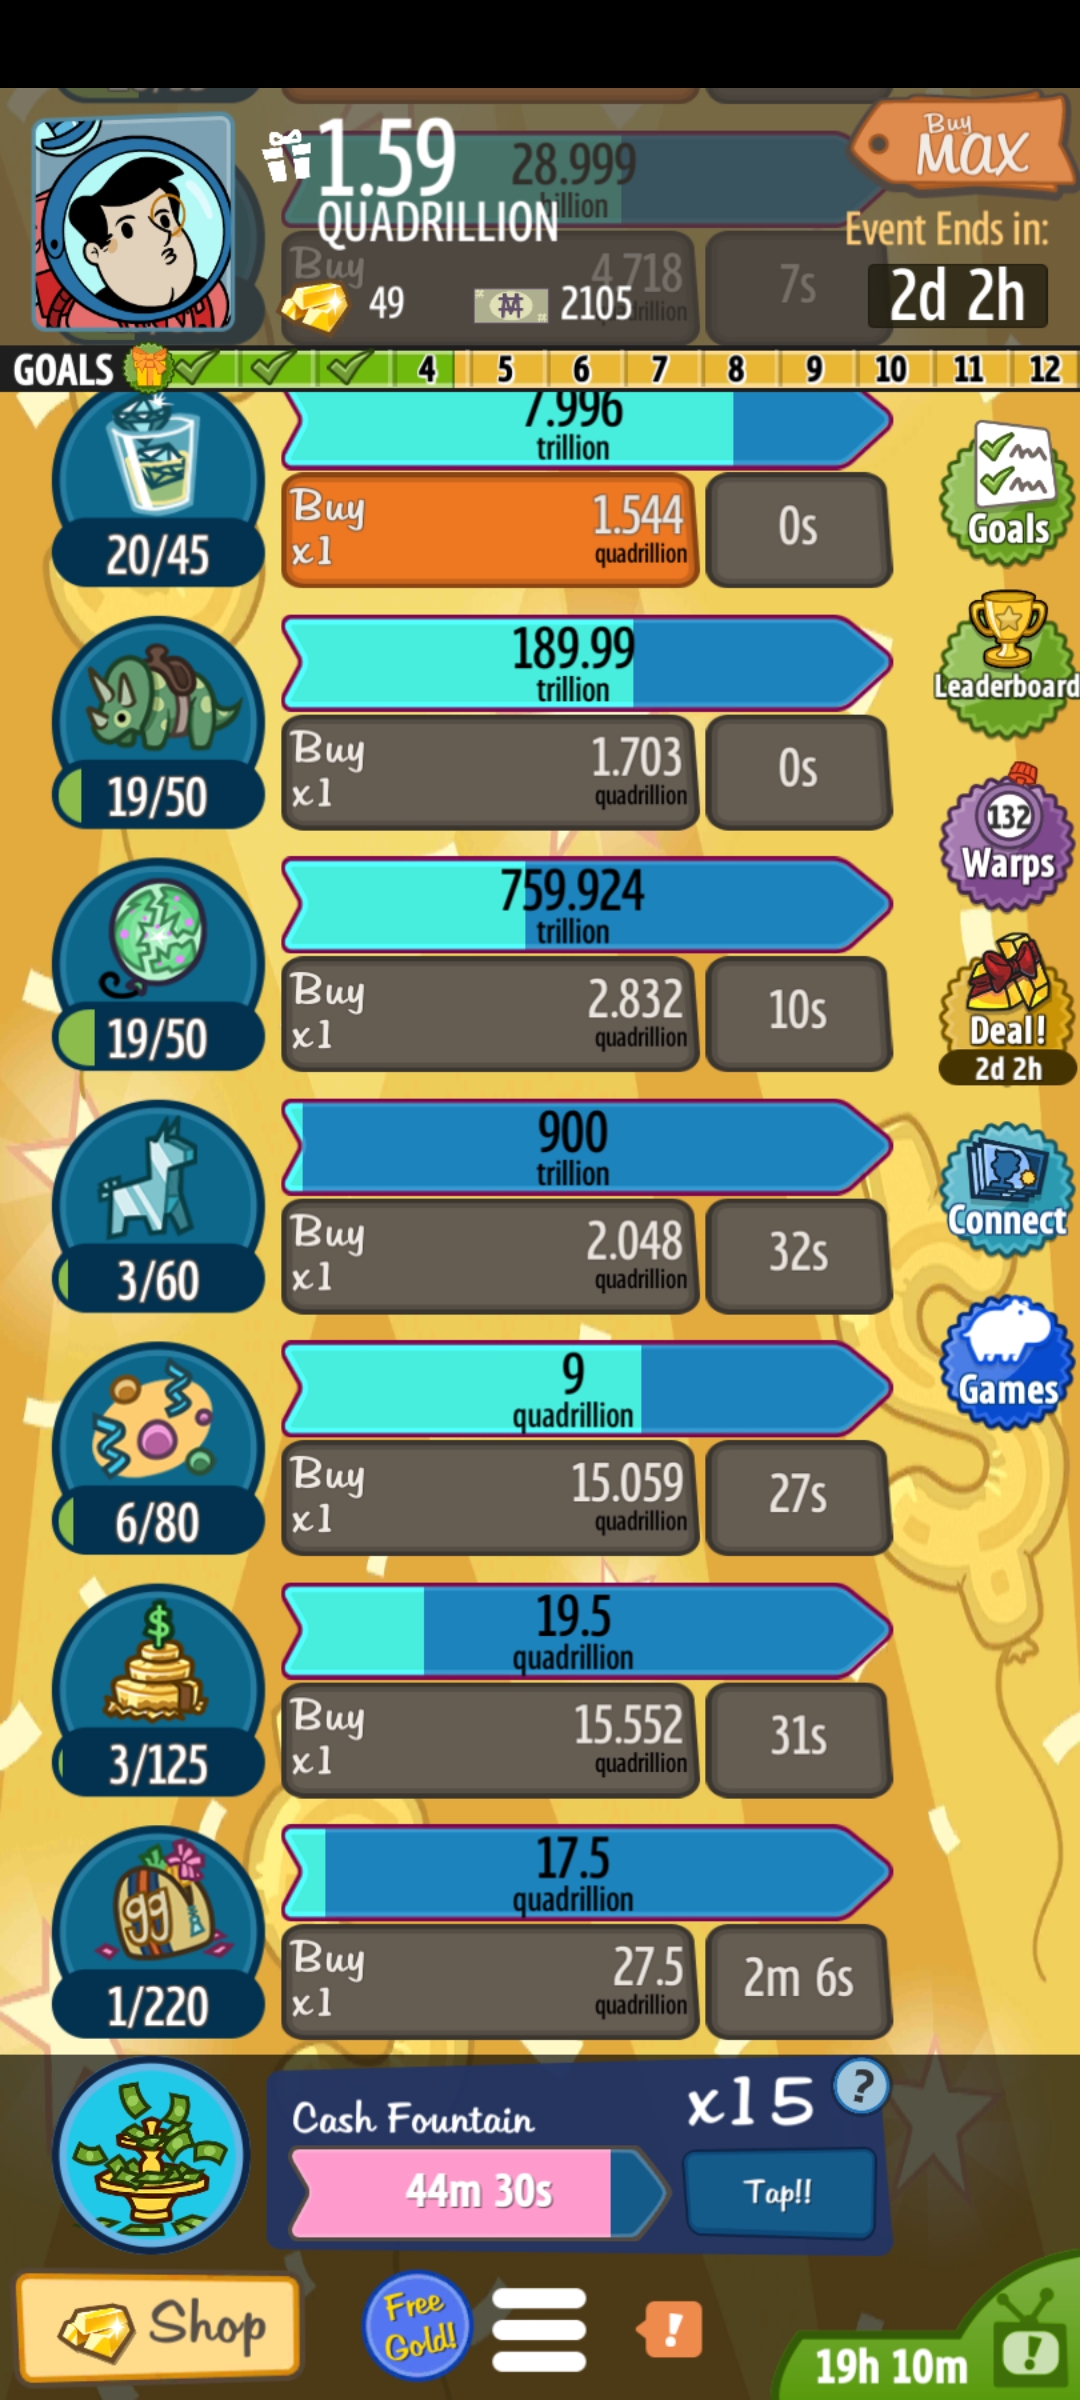 1.59
QUADRILLION
28.999
Buy
MAX
Event Ends in:
2d 2h
Buy
4.718
7s
49
2105
GOALS 4 5 6 7 8 9 10 11 12
7.996
trillion
20/45
Buy
x1
1.544
quadrillion
0s
Goals
189.99
trillion
19/50
Buy
x1
1.703
quadrillion
0s
Leaderboard
759.924
trillion
19/50
Buy
x1
2.832
quadrillion
10s
132
Warps
Deal!
2d 2h
900
trillion
3/60
Buy
x1
2.048
quadrillion
32s
Connect
9
quadrillion
6/80
Buy
x1
15.059
quadrillion
27s
Games
$
19.5
quadrillion
3/125
Buy
x1
15.552
quadrillion
31s
17.5
quadrillion
gg
1/220
Buy
x1
27.5
quadrillion
2m 6s
Cash Fountain
x15
?
44m 30s
Tap!!
Shop
Free
Gold!
!
19h 10m
!